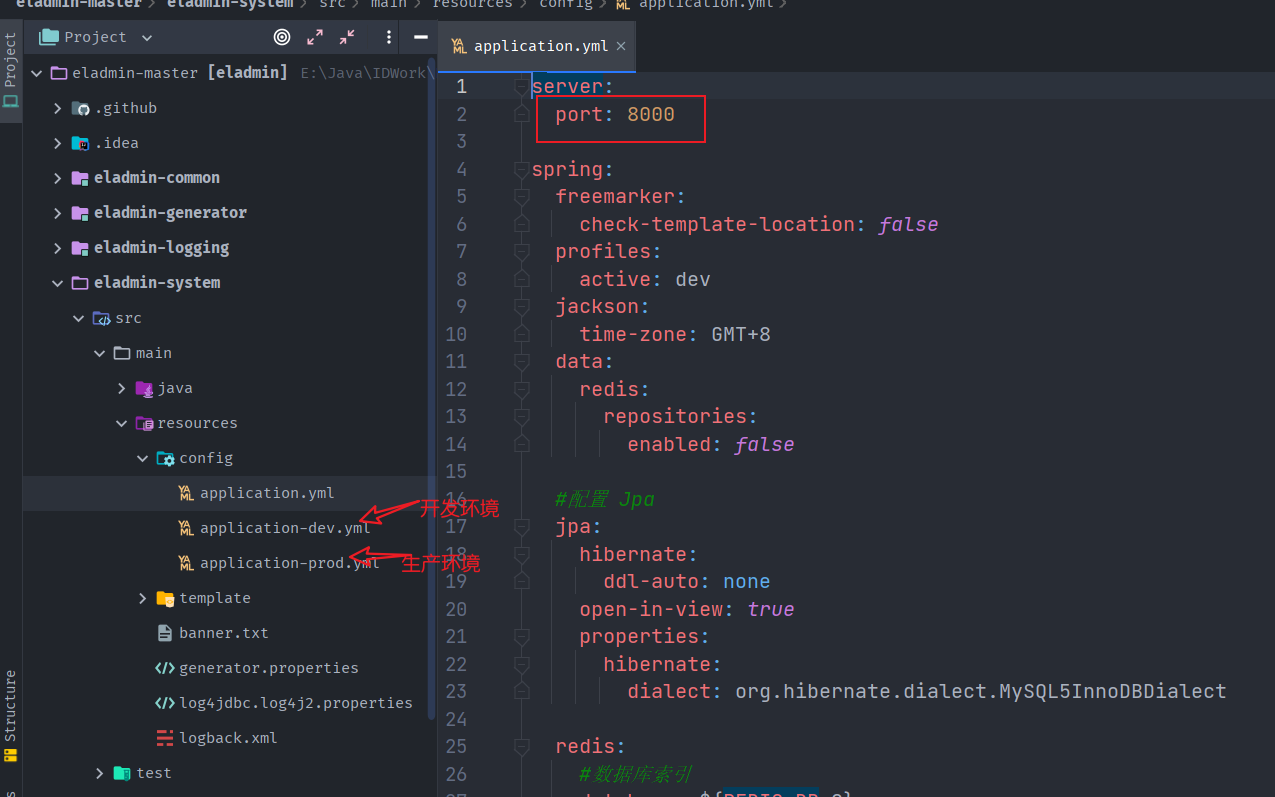 eladmin-master > eladmin-system > src > main > resources > config > application.yml >
Project
Project
eladmin-master [eladmin] E:\Java\IDWork\
.github
.idea
eladmin-common
eladmin-generator
eladmin-logging
eladmin-system
src
main
java
resources
config
application.yml
application-dev.yml
开发环境
application-prod.yml
生产环境
template
banner.txt
generator.properties
log4jdbc.log4j2.properties
logback.xml
test
Structure
application.yml
1 server:
2 port: 8000
3
4 spring:
5 freemarker:
6 check-template-location: false
7 profiles:
8 active: dev
9 jackson:
10 time-zone: GMT+8
11 data:
12 redis:
13 repositories:
14 enabled: false
15
16 #配置 Jpa
17 jpa:
18 hibernate:
19 ddl-auto: none
20 open-in-view: true
21 properties:
22 hibernate:
23 dialect: org.hibernate.dialect.MySQL5InnoDBDialect
24
25 redis:
26 #数据库索引